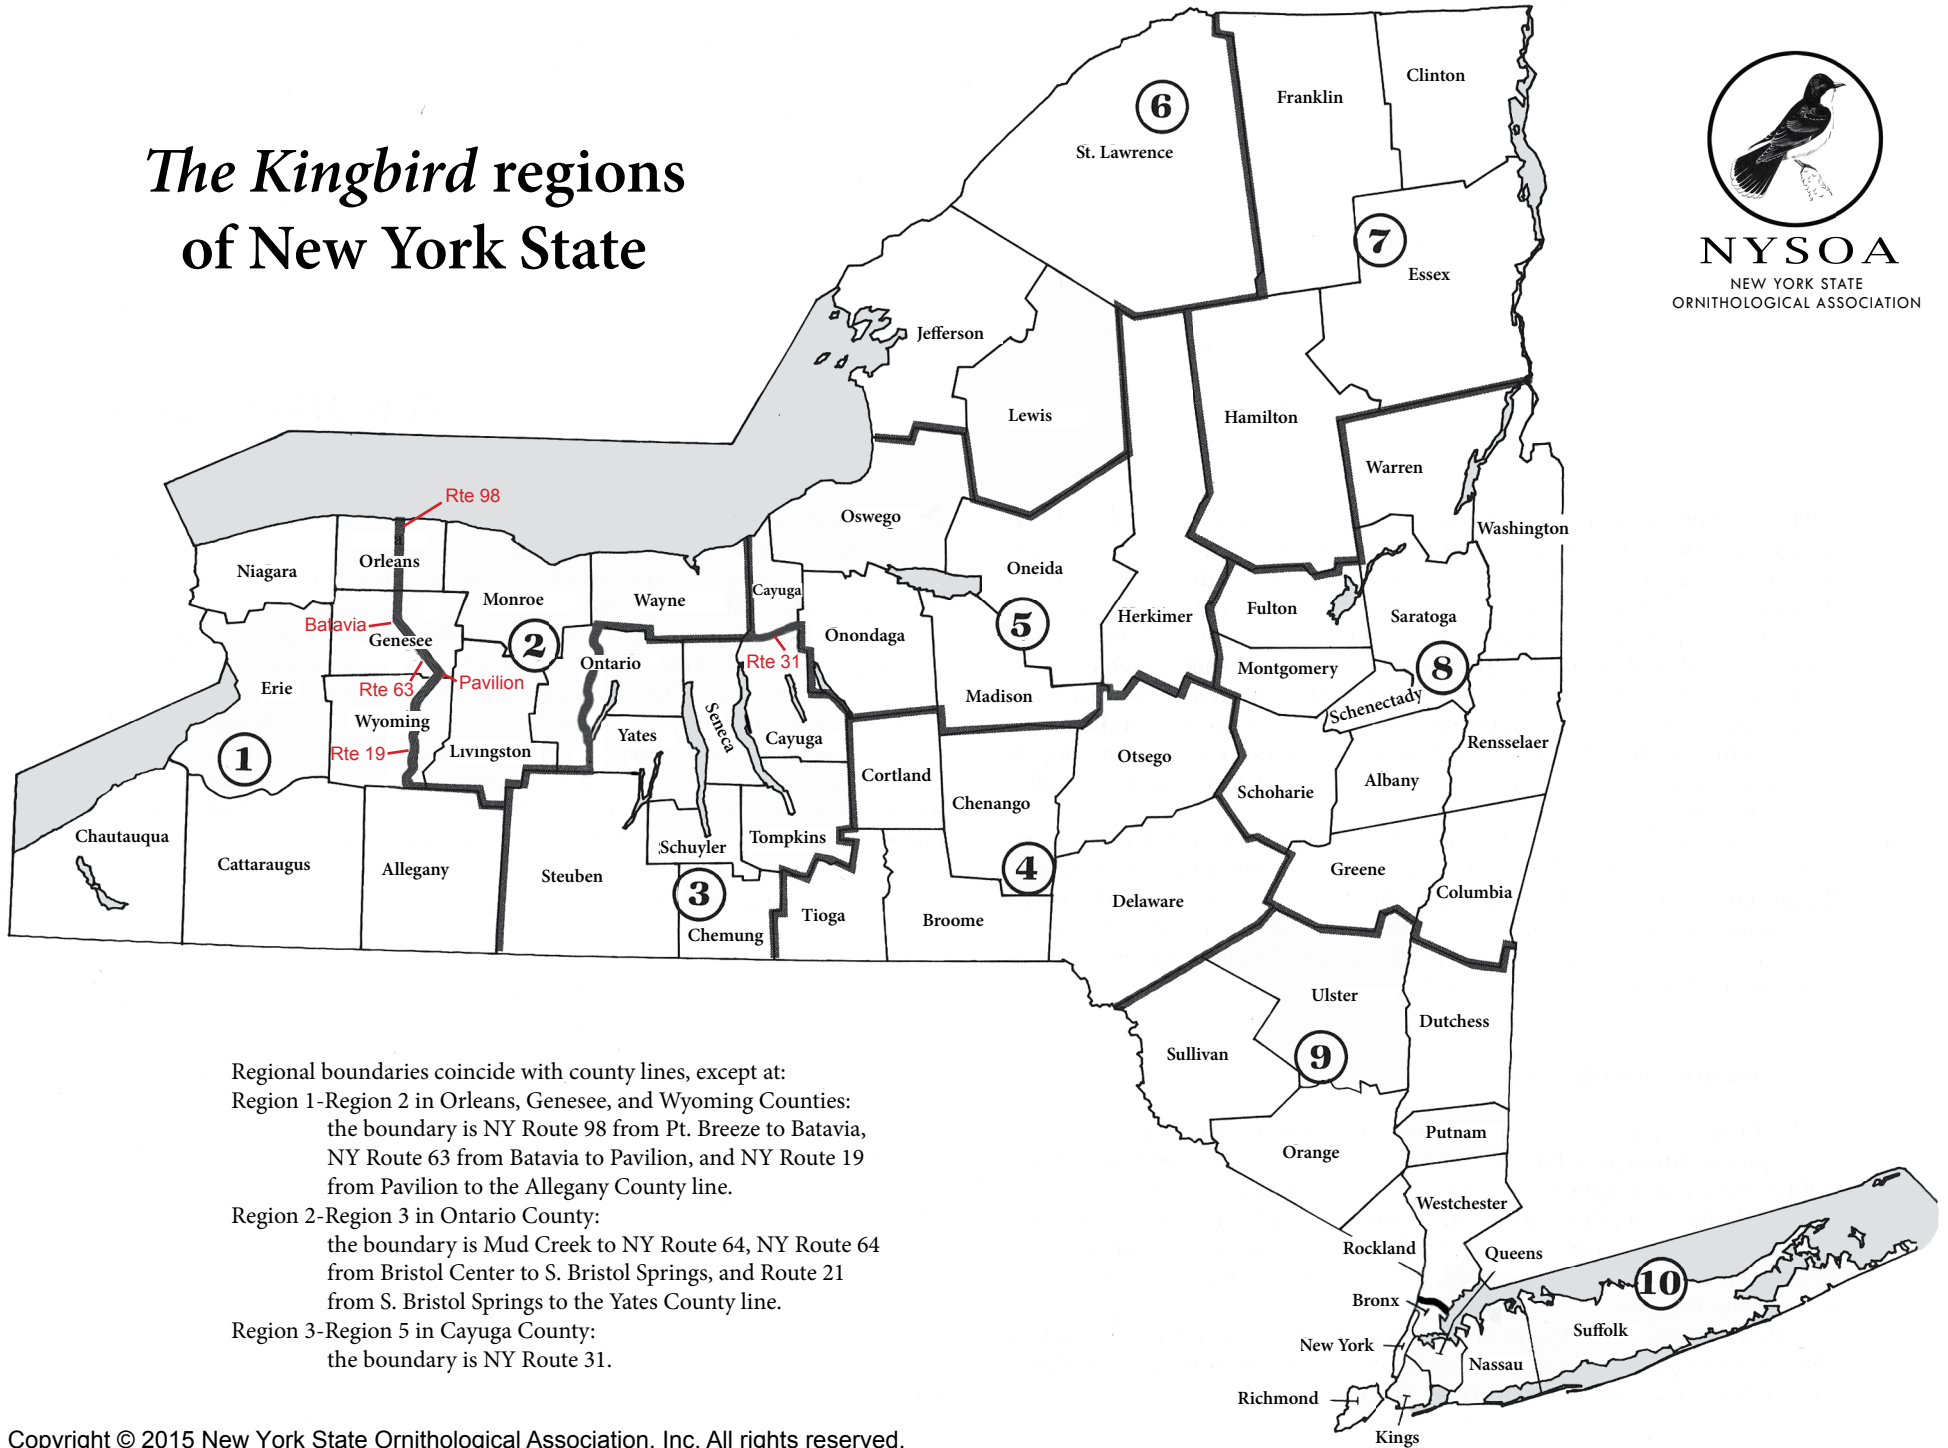 The Kingbird regions
of New York State
NYSOA
NEW YORK STATE
ORNITHOLOGICAL ASSOCIATION
6
St. Lawrence
Franklin
Clinton
7
Essex
Jefferson
Lewis
Hamilton
Warren
Washington
Rte 98
Oswego
Oneida
Herkimer
Fulton
Saratoga
Niagara
Orleans
Monroe
Wayne
Cayuga
Onondaga
5
Batavia
Genesee
2
Ontario
Rte 31
Montgomery
8
Schenectady
Erie
Rte 63
Pavilion
Madison
Wyoming
Rte 19
Livingston
Yates
Seneca
Cayuga
1
Otsego
Rensselaer
Cortland
Chenango
Schoharie
Albany
Chautauqua
Cattaraugus
Allegany
Steuben
Schuyler
Tompkins
3
4
Delaware
Greene
Columbia
Chemung
Tioga
Broome
Ulster
Dutchess
Sullivan
9
Orange
Putnam
Westchester
Rockland
Queens
Bronx
10
New York
Suffolk
Nassau
Richmond
Kings
Regional boundaries coincide with county lines, except at:
Region 1-Region 2 in Orleans, Genesee, and Wyoming Counties:
the boundary is NY Route 98 from Pt. Breeze to Batavia,
NY Route 63 from Batavia to Pavilion, and NY Route 19
from Pavilion to the Allegany County line.
Region 2-Region 3 in Ontario County:
the boundary is Mud Creek to NY Route 64, NY Route 64
from Bristol Center to S. Bristol Springs, and Route 21
from S. Bristol Springs to the Yates County line.
Region 3-Region 5 in Cayuga County:
the boundary is NY Route 31.
Copyright © 2015 New York State Ornithological Association, Inc. All rights reserved.